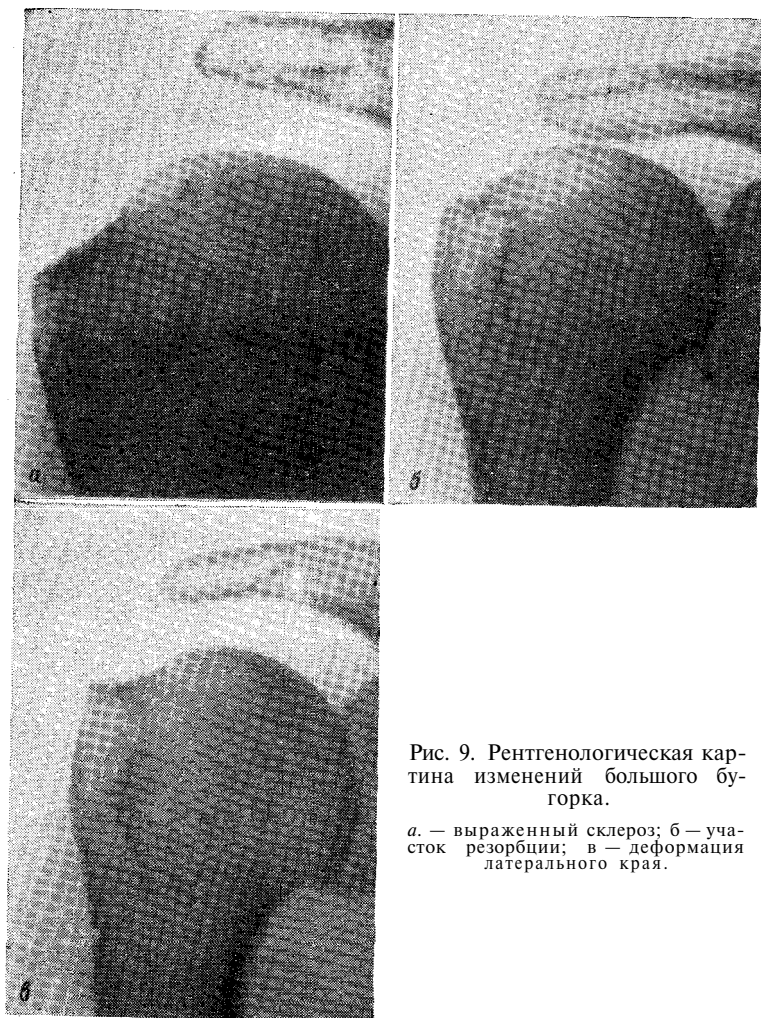 а
б
в
Рис. 9. Рентгенологическая кар-
тина изменений большого бу-
горка.
а. — выраженный склероз; б — уча-
сток резорбции; в — деформация
латерального края.